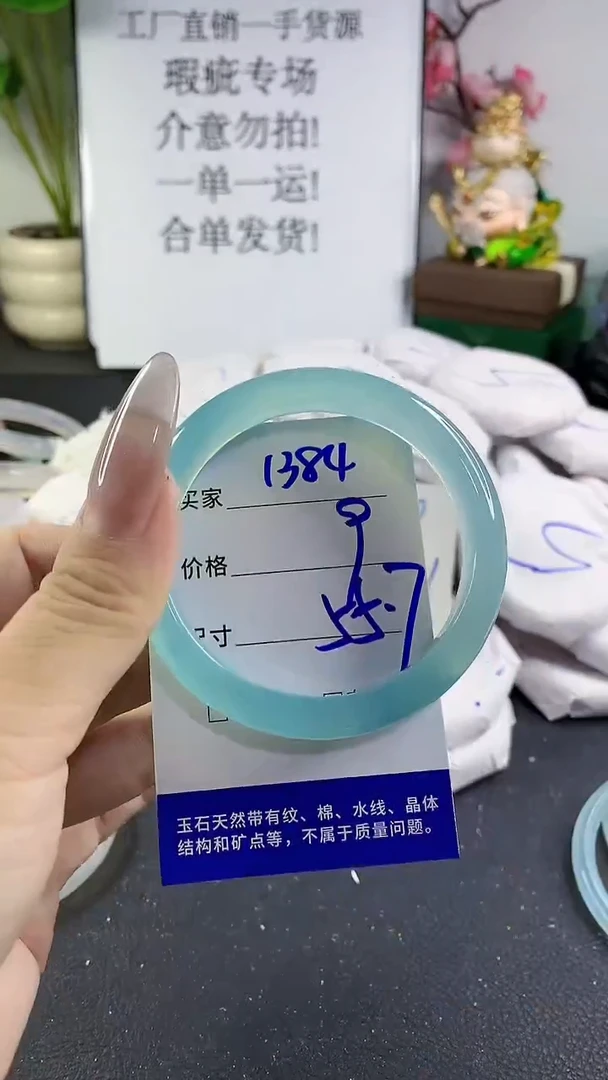 工厂直销一手货源
瑕疵专场
介意勿拍!
一单一运!
合单发货!
买家 1384
价格
尺寸 55.7
玉石天然带有纹、棉、水线、晶体
结构和矿点等，不属于质量问题。